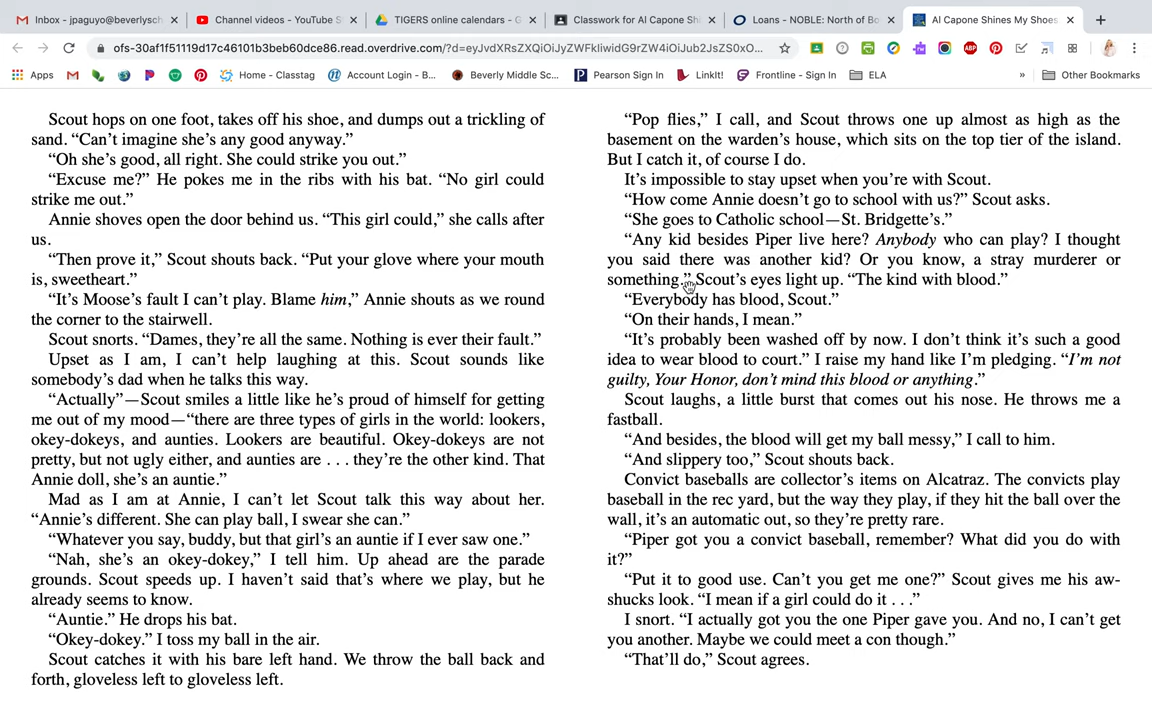 Inbox - jpaguyo@beverlysch
Channel videos - YouTube S
TIGERS online calendars - G
Classwork for Al Capone Sh
Loans - NOBLE: North of Bo
Al Capone Shines My Shoes
ofs-30af1f51119d17c46101b3beb60dce86.read.overdrive.com/?d=eyJvdXRsZXQiOiJyZWFkIiwidG9rZW4iOiJub2JsZS0xO...
Apps
Home - Classtag
Account Login - B...
Beverly Middle Sc...
Pearson Sign In
LinkIt!
Frontline - Sign In
ELA
»
Other Bookmarks
Scout hops on one foot, takes off his shoe, and dumps out a trickling of
sand. “Can’t imagine she’s any good anyway.”
“Oh she’s good, all right. She could strike you out.”
“Excuse me?” He pokes me in the ribs with his bat. “No girl could
strike me out.”
Annie shoves open the door behind us. “This girl could,” she calls after
us.
“Then prove it,” Scout shouts back. “Put your glove where your mouth
is, sweetheart.”
“It’s Moose’s fault I can’t play. Blame him,” Annie shouts as we round
the corner to the stairwell.
Scout snorts. “Dames, they’re all the same. Nothing is ever their fault.”
Upset as I am, I can’t help laughing at this. Scout sounds like
somebody’s dad when he talks this way.
“Actually”—Scout smiles a little like he’s proud of himself for getting
me out of my mood—“there are three types of girls in the world: lookers,
okey-dokeys, and aunties. Lookers are beautiful. Okey-dokeys are not
pretty, but not ugly either, and aunties are . . . they’re the other kind. That
Annie doll, she’s an auntie.”
Mad as I am at Annie, I can’t let Scout talk this way about her.
“Annie’s different. She can play ball, I swear she can.”
“Whatever you say, buddy, but that girl’s an auntie if I ever saw one.”
“Nah, she’s an okey-dokey,” I tell him. Up ahead are the parade
grounds. Scout speeds up. I haven’t said that’s where we play, but he
already seems to know.
“Auntie.” He drops his bat.
“Okey-dokey.” I toss my ball in the air.
Scout catches it with his bare left hand. We throw the ball back and
forth, gloveless left to gloveless left.
“Pop flies,” I call, and Scout throws one up almost as high as the
basement on the warden’s house, which sits on the top tier of the island.
But I catch it, of course I do.
It’s impossible to stay upset when you’re with Scout.
“How come Annie doesn’t go to school with us?” Scout asks.
“She goes to Catholic school—St. Bridgette’s.”
“Any kid besides Piper live here? Anybody who can play? I thought
you said there was another kid? Or you know, a stray murderer or
something.” Scout’s eyes light up. “The kind with blood.”
“Everybody has blood, Scout.”
“On their hands, I mean.”
“It’s probably been washed off by now. I don’t think it’s such a good
idea to wear blood to court.” I raise my hand like I’m pledging. “I’m not
guilty, Your Honor, don’t mind this blood or anything.”
Scout laughs, a little burst that comes out his nose. He throws me a
fastball.
“And besides, the blood will get my ball messy,” I call to him.
“And slippery too,” Scout shouts back.
Convict baseballs are collector’s items on Alcatraz. The convicts play
baseball in the rec yard, but the way they play, if they hit the ball over the
wall, it’s an automatic out, so they’re pretty rare.
“Piper got you a convict baseball, remember? What did you do with
it?”
“Put it to good use. Can’t you get me one?” Scout gives me his aw-
shucks look. “I mean if a girl could do it . . .”
I snort. “I actually got you the one Piper gave you. And no, I can’t get
you another. Maybe we could meet a con though.”
“That’ll do,” Scout agrees.